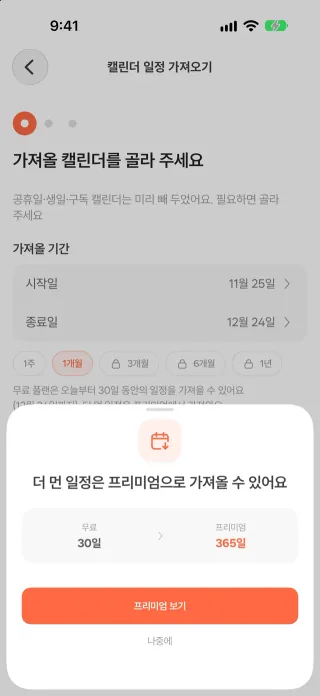 9:41
캘린더 일정 가져오기
가져올 캘린더를 골라 주세요
공휴일·생일·구독 캘린더는 미리 빼 두었어요. 필요하면 골라
주세요
가져올 기간
시작일 11월 25일
종료일 12월 24일
1주 1개월 3개월 6개월 1년
무료 플랜은 오늘부터 30일 동안의 일정을 가져올 수 있어요
더 먼 일정은 프리미엄으로 가져올 수 있어요
무료 프리미엄
30일 365일
프리미엄 보기
나중에